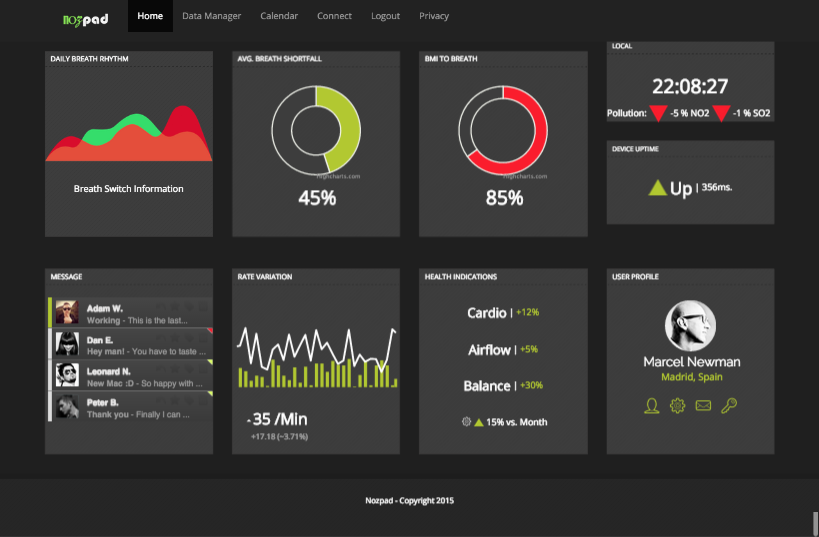 nozpad
Home Data Manager Calendar Connect Logout Privacy
DAILY BREATH RHYTHM
Breath Switch Information
AVG. BREATH SHORTFALL
Highcharts.com
45%
BMI TO BREATH
Highcharts.com
85%
LOCAL
22:08:27
Pollution: -5 % NO2 -1 % SO2
DEVICE UPTIME
Up | 356ms.
MESSAGE
Adam W.
Working - This is the last...
Dan E.
Hey man! - You have to taste ...
Leonard N.
New Mac :D - So happy with ...
Peter B.
Thank you - Finally I can ...
RATE VARIATION
-35 /Min
+17.18 (~3.71%)
HEALTH INDICATIONS
Cardio | +12%
Airflow | +5%
Balance | +30%
15% vs. Month
USER PROFILE
Marcel Newman
Madrid, Spain
Nozpad - Copyright 2015